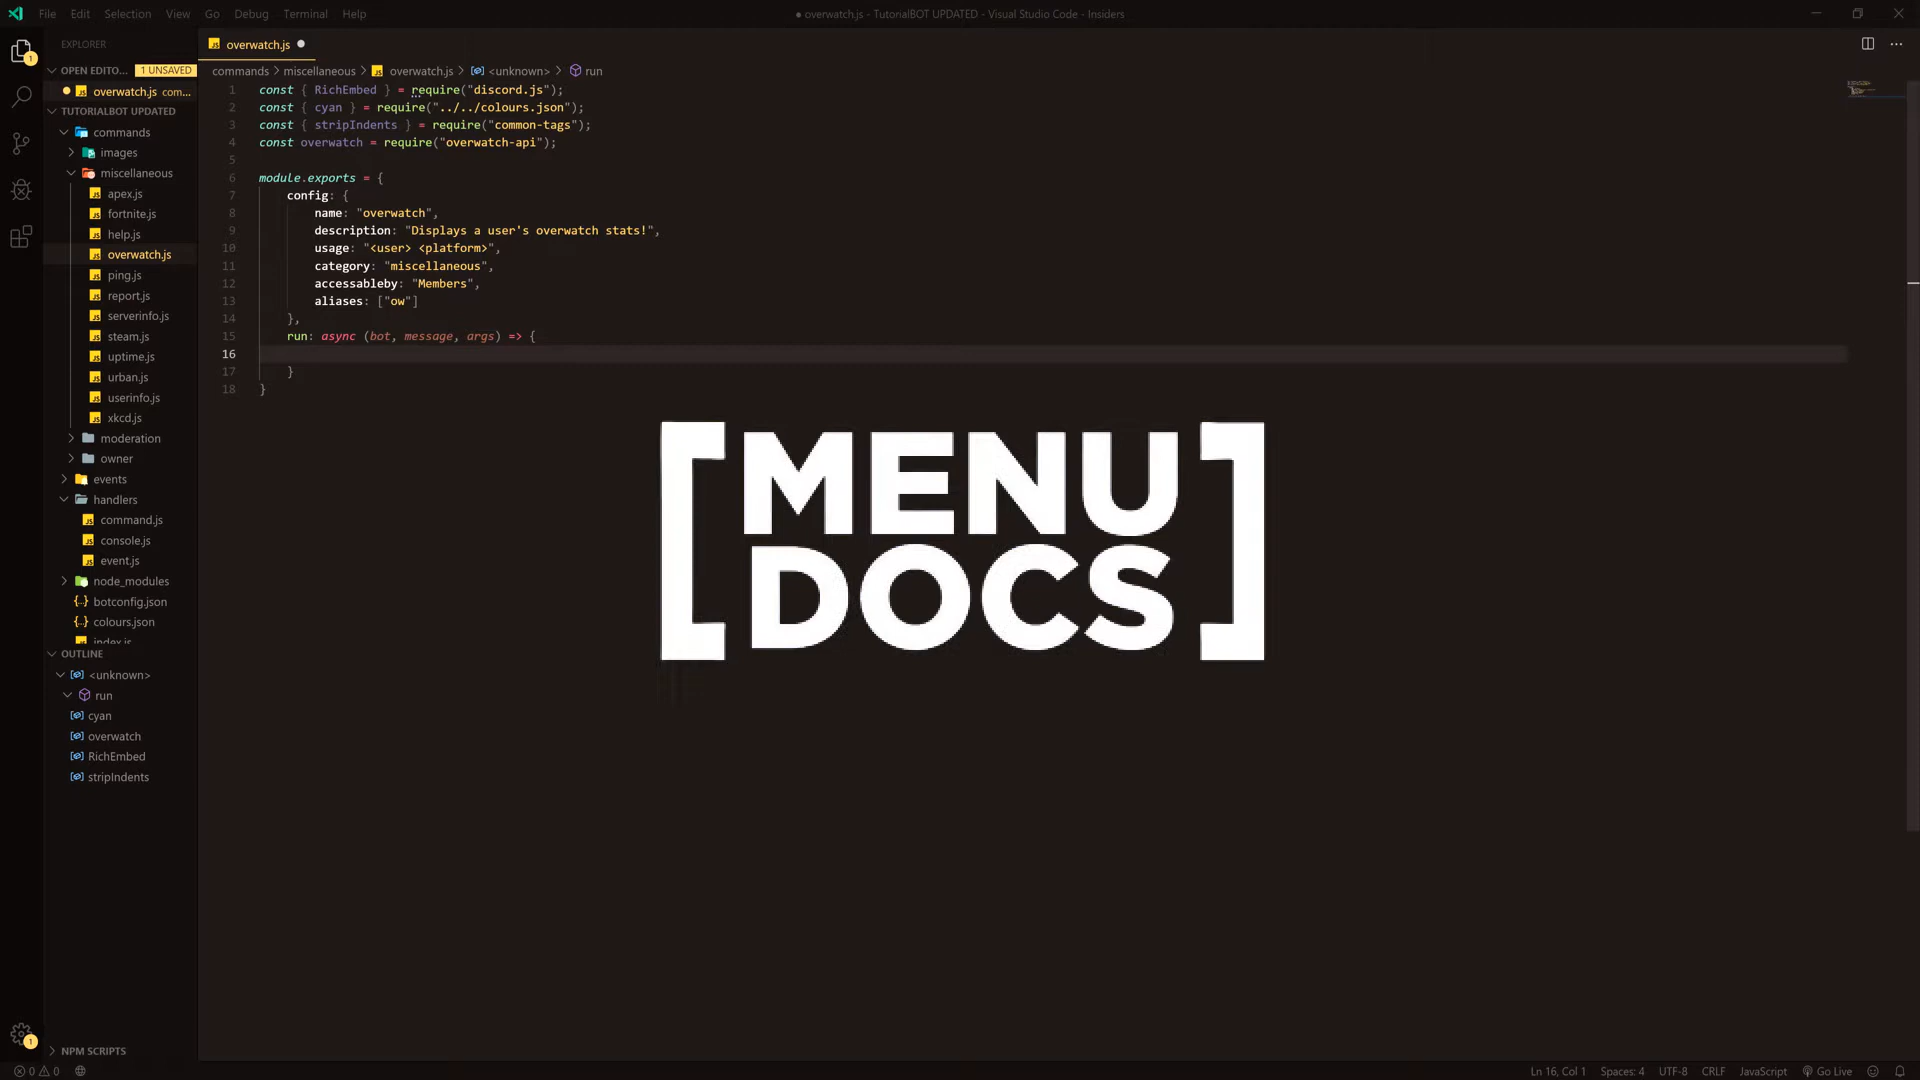 File Edit Selection View Go Debug Terminal Help
● overwatch.js - TutorialBOT UPDATED - Visual Studio Code - Insiders
EXPLORER
OPEN EDITO... 1 UNSAVED
overwatch.js com...
TUTORIALBOT UPDATED
commands
images
miscellaneous
apex.js
fortnite.js
help.js
overwatch.js
ping.js
report.js
serverinfo.js
steam.js
uptime.js
urban.js
userinfo.js
xkcd.js
moderation
owner
events
handlers
command.js
console.js
event.js
node_modules
botconfig.json
colours.json
index.js
OUTLINE
<unknown>
run
cyan
overwatch
RichEmbed
stripIndents
NPM SCRIPTS
1
1
overwatch.js
commands > miscellaneous > overwatch.js > <unknown> > run
1 const { RichEmbed } = require("discord.js");
2 const { cyan } = require("../../colours.json");
3 const { stripIndents } = require("common-tags");
4 const overwatch = require("overwatch-api");
5
6 module.exports = {
7 config: {
8 name: "overwatch",
9 description: "Displays a user's overwatch stats!",
10 usage: "<user> <platform>",
11 category: "miscellaneous",
12 accessableby: "Members",
13 aliases: ["ow"]
14 },
15 run: async (bot, message, args) => {
16
17 }
18 }
[MENU
DOCS]
0 0
Ln 16, Col 1 Spaces: 4 UTF-8 CRLF JavaScript Go Live